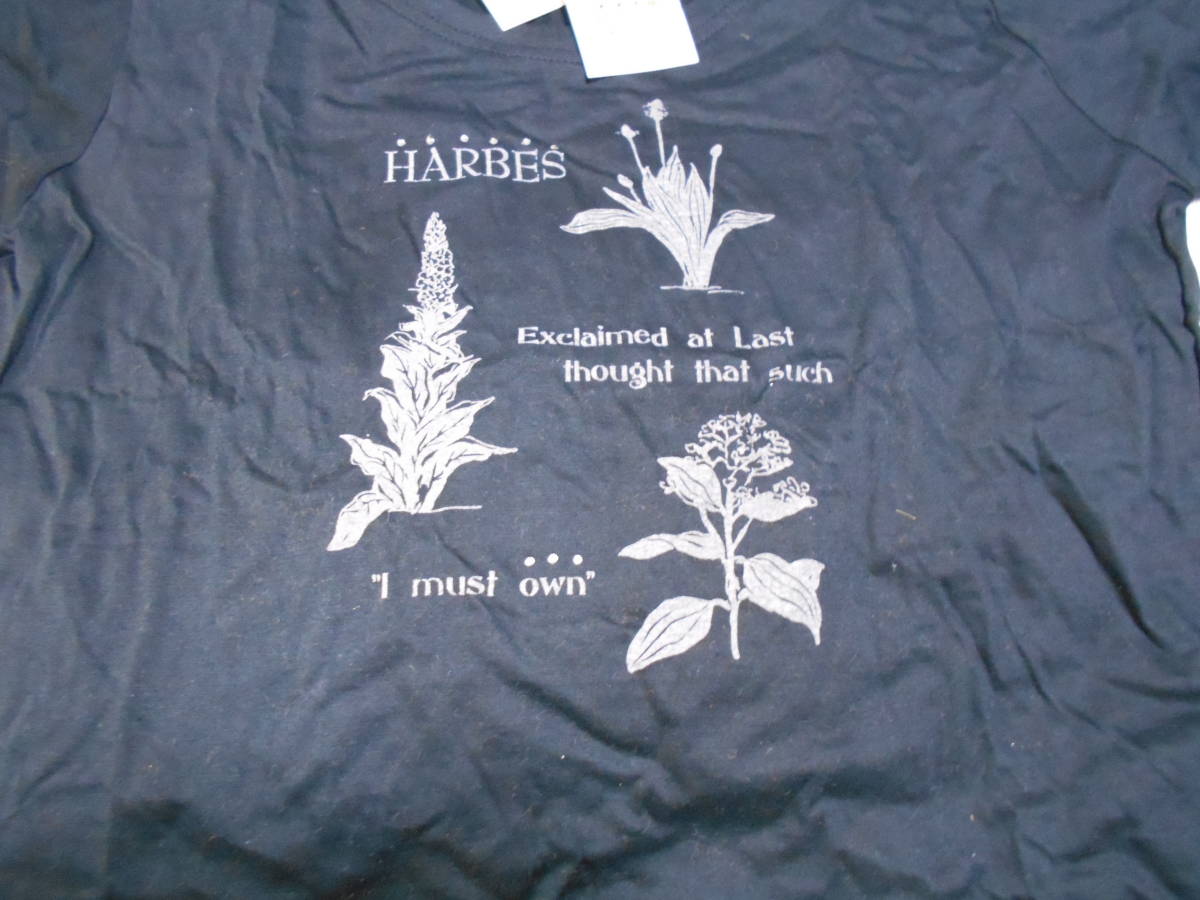 HARBES
Exclaimed at Last
thought that such
"I must own"